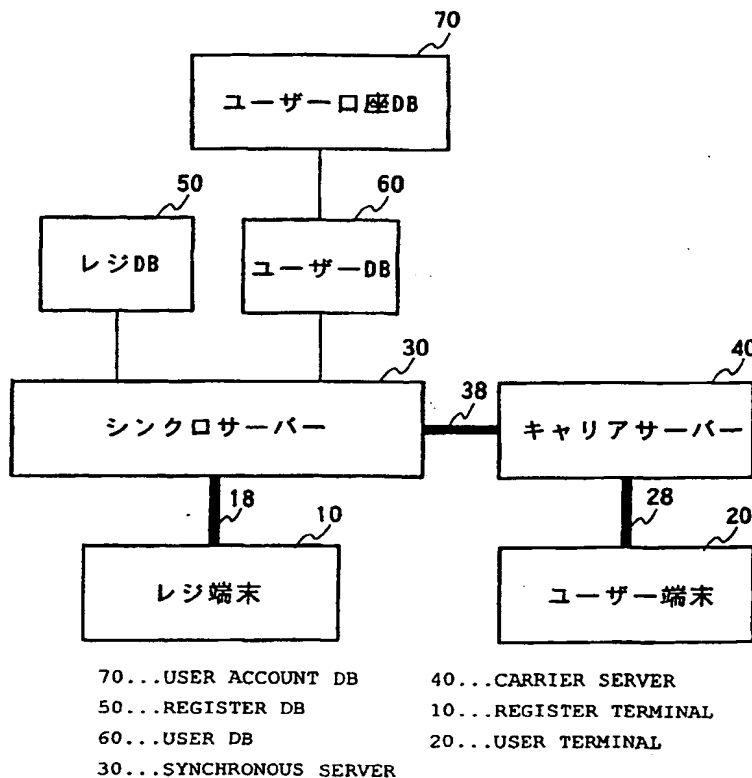 70
ユーザー口座DB
50
60
レジDB
ユーザーDB
30
40
シンクロサーバー
38
キャリアサーバー
18
10
28
20
レジ端末
ユーザー端末
70...USER ACCOUNT DB
50...REGISTER DB
60...USER DB
30...SYNCHRONOUS SERVER
40...CARRIER SERVER
10...REGISTER TERMINAL
20...USER TERMINAL